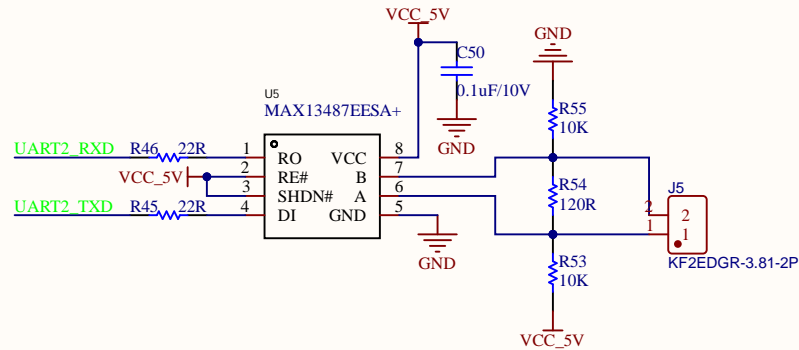 VCC_5V
GND
C50
0.1uF/10V
GND
U5
MAX13487EESA+
R55
10K
UART2_RXD R46 22R 1 RO VCC 8
VCC_5V 2 RE# B 7
3 SHDN# A 6
UART2_TXD R45 22R 4 DI GND 5
GND
R54
120R
J5
2 2
1 1
KF2EDGR-3.81-2P
R53
10K
VCC_5V